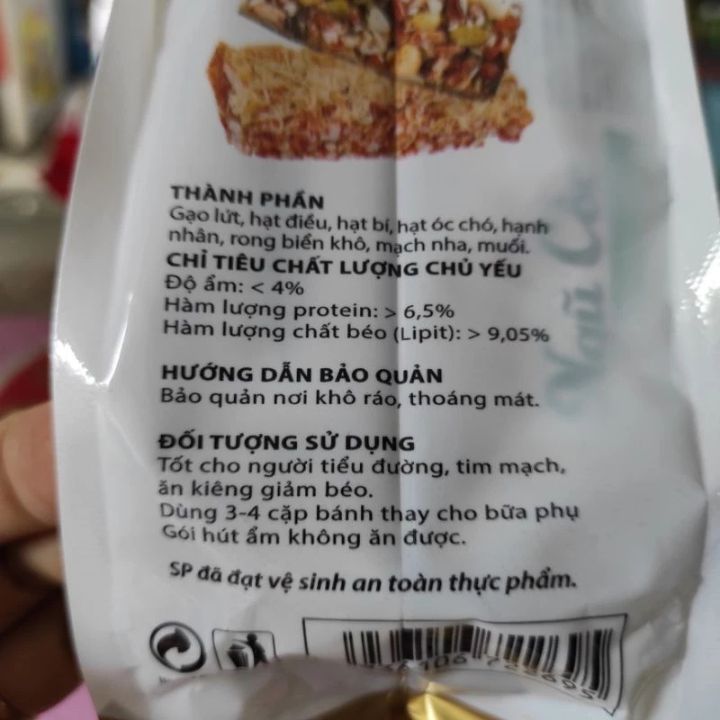 THÀNH PHẦN
Gạo lứt, hạt điều, hạt bí, hạt óc chó, hạnh
nhân, rong biển khô, mạch nha, muối.
CHỈ TIÊU CHẤT LƯỢNG CHỦ YẾU
Độ ẩm: < 4%
Hàm lượng protein: > 6,5%
Hàm lượng chất béo (Lipit): > 9,05%
HƯỚNG DẪN BẢO QUẢN
Bảo quản nơi khô ráo, thoáng mát.
ĐỐI TƯỢNG SỬ DỤNG
Tốt cho người tiểu đường, tim mạch,
ăn kiêng giảm béo.
Dùng 3-4 cặp bánh thay cho bữa phụ
Gói hút ẩm không ăn được.
SP đã đạt vệ sinh an toàn thực phẩm.